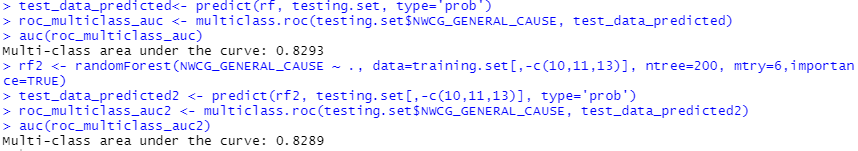 > test_data_predicted<- predict(rf, testing.set, type='prob')
> roc_multiclass_auc <- multiclass.roc(testing.set$NWCG_GENERAL_CAUSE, test_data_predicted)
> auc(roc_multiclass_auc)
Multi-class area under the curve: 0.8293
> rf2 <- randomForest(NWCG_GENERAL_CAUSE ~ ., data=training.set[,-c(10,11,13)], ntree=200, mtry=6,importan
ce=TRUE)
> test_data_predicted2 <- predict(rf2, testing.set[,-c(10,11,13)], type='prob')
> roc_multiclass_auc2 <- multiclass.roc(testing.set$NWCG_GENERAL_CAUSE, test_data_predicted2)
> auc(roc_multiclass_auc2)
Multi-class area under the curve: 0.8289